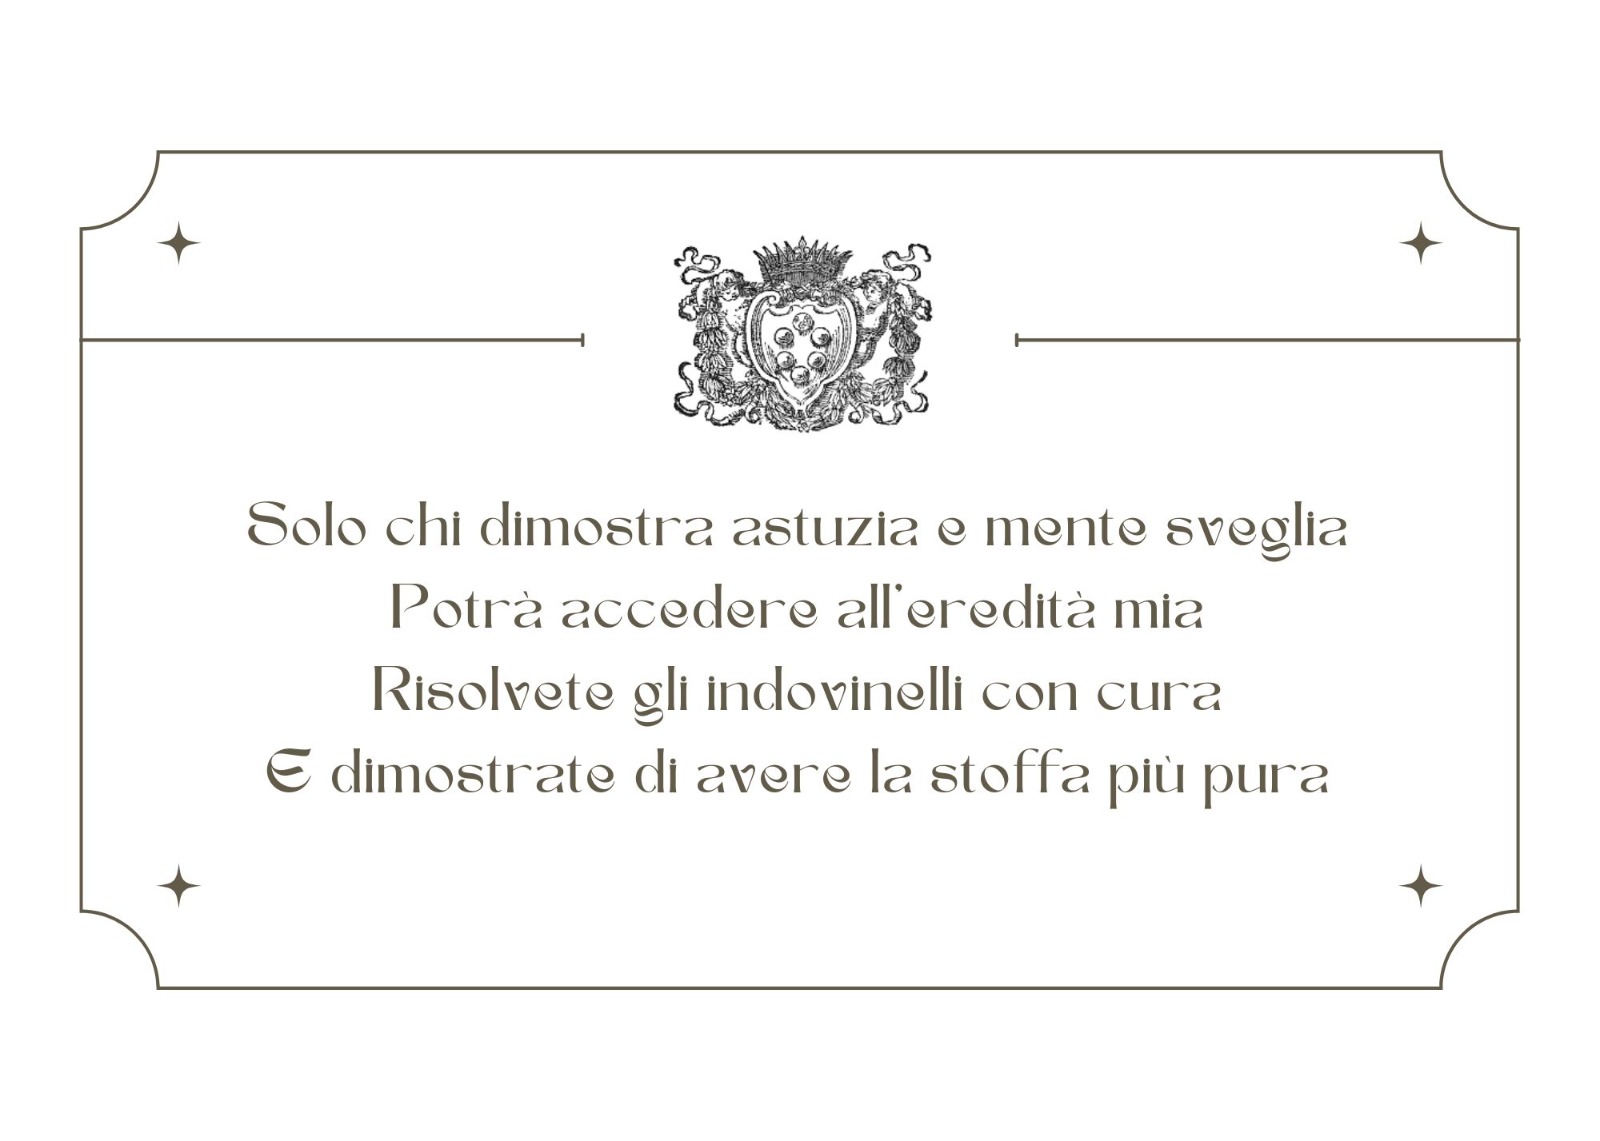 Solo chi dimostra astuzia e mente sveglia
Potrà accedere all'eredità mia
Risolvete gli indovinelli con cura
E dimostrate di avere la stoffa più pura